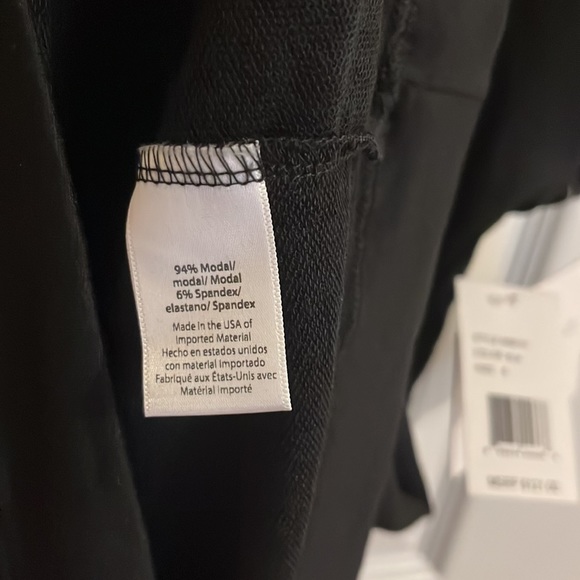 94% Modal/
modal/ Modal
6% Spandex/
elastano/ Spandex
Made in the USA of
Imported Material
Hecho en estados unidos
con material importado
Fabriqué aux États-Unis avec
Matérial importé